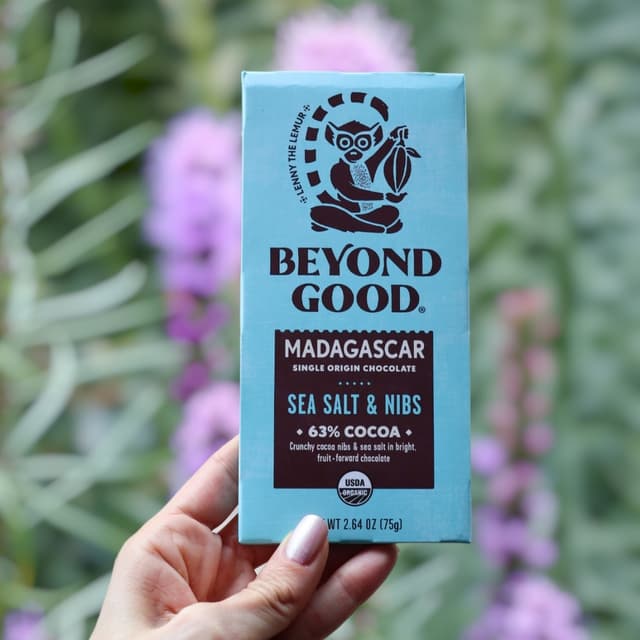 LENNY THE LEMUR
BEYOND
GOOD®
MADAGASCAR
SINGLE ORIGIN CHOCOLATE
SEA SALT & NIBS
63% COCOA
Crunchy cocoa nibs & sea salt in bright,
fruit-forward chocolate
USDA
ORGANIC
WT 2.64 OZ (75g)